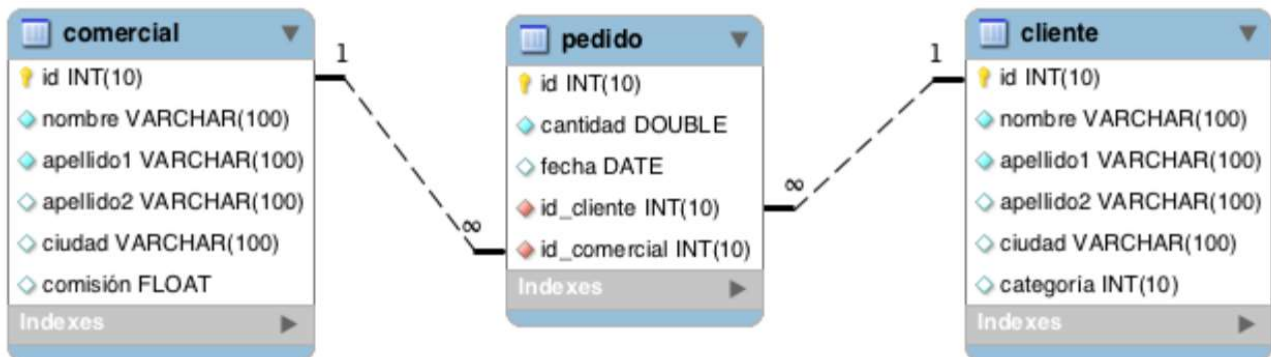 comercial
id INT(10)
nombre VARCHAR(100)
apellido1 VARCHAR(100)
apellido2 VARCHAR(100)
ciudad VARCHAR(100)
comisión FLOAT
Indexes
1
∞
pedido
id INT(10)
cantidad DOUBLE
fecha DATE
id_cliente INT(10)
id_comercial INT(10)
Indexes
1
∞
cliente
id INT(10)
nombre VARCHAR(100)
apellido1 VARCHAR(100)
apellido2 VARCHAR(100)
ciudad VARCHAR(100)
categoría INT(10)
Indexes